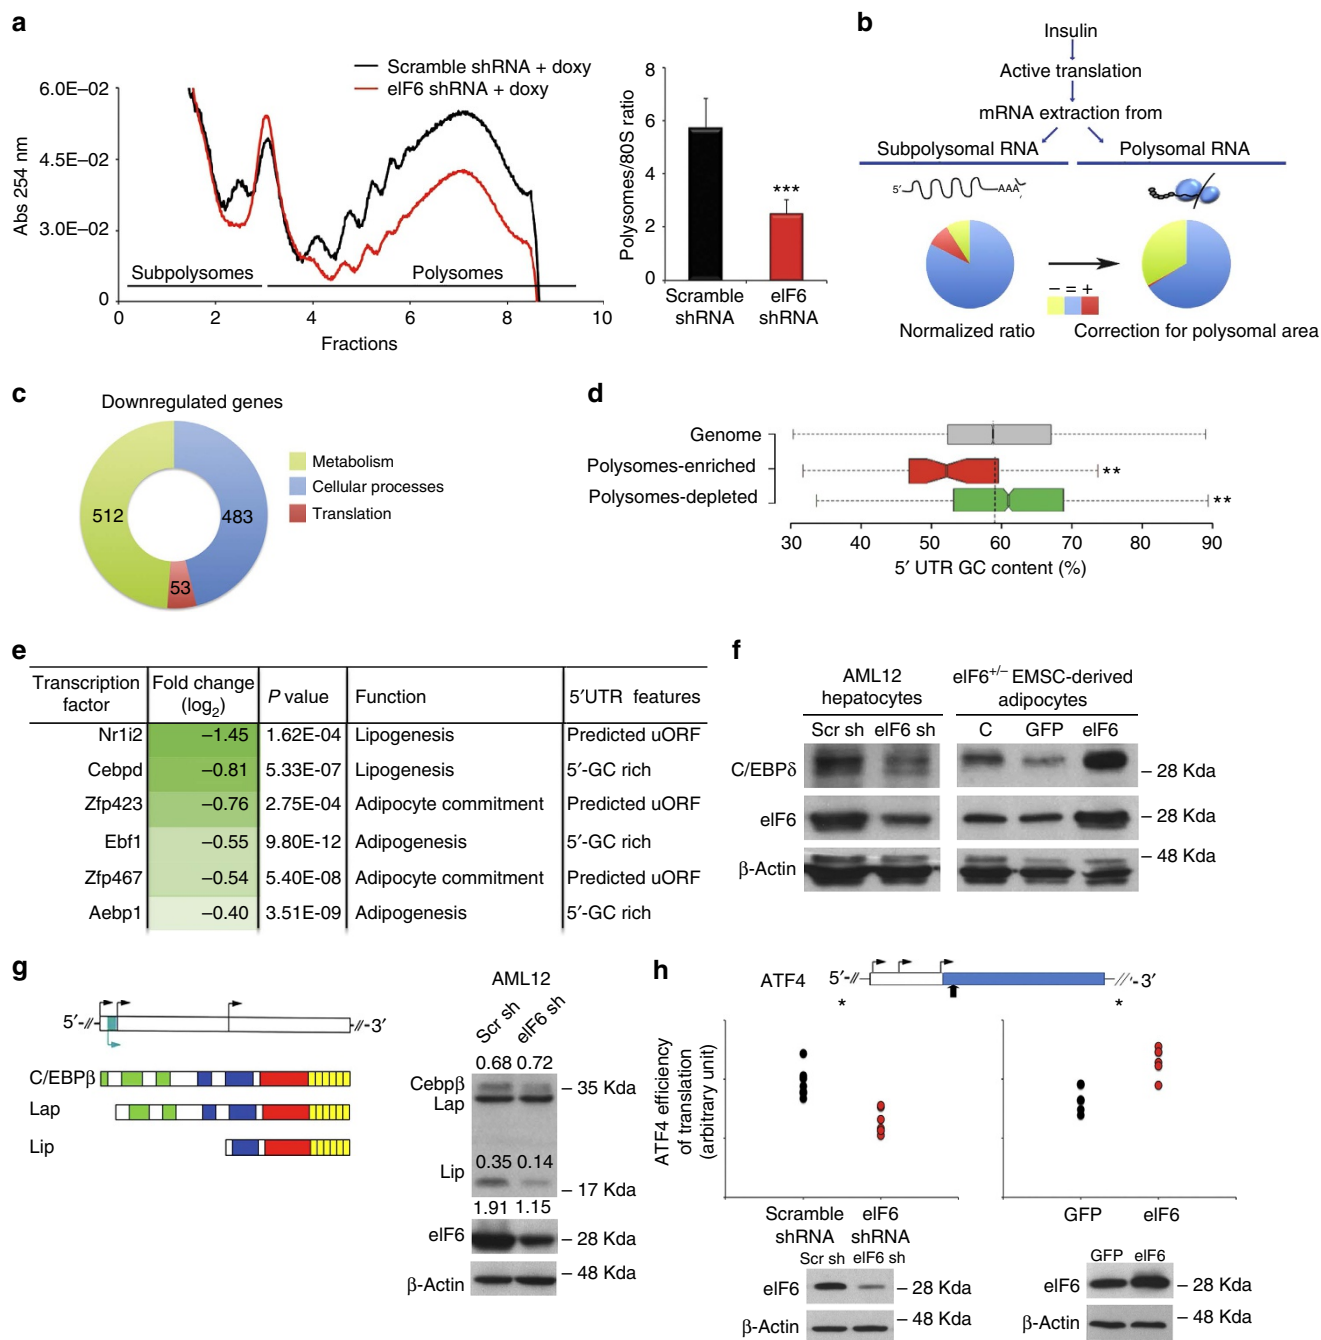 a
Scramble shRNA + doxy
eIF6 shRNA + doxy
6.0E–02
4.5E–02
3.0E–02
0
Abs 254 nm
Subpolysomes
Polysomes
0 2 4 6 8 10
Fractions
Polysomes/80S ratio
8
6
4
2
0
***
Scramble shRNA
eIF6 shRNA
b
Insulin
Active translation
mRNA extraction from
Subpolysomal RNA
Polysomal RNA
5′
AAA
– = +
Normalized ratio
Correction for polysomal area
c
Downregulated genes
512
483
53
Metabolism
Cellular processes
Translation
d
Genome
Polysomes-enriched
**
Polysomes-depleted
**
30 40 50 60 70 80 90
5′ UTR GC content (%)
e
Transcription factor
Fold change (log2)
P value
Function
5′UTR features
Nr1i2 –1.45 1.62E-04 Lipogenesis Predicted uORF
Cebpd –0.81 5.33E-07 Lipogenesis 5′-GC rich
Zfp423 –0.76 2.75E-04 Adipocyte commitment Predicted uORF
Ebf1 –0.55 9.80E-12 Adipogenesis 5′-GC rich
Zfp467 –0.54 5.40E-08 Adipocyte commitment Predicted uORF
Aebp1 –0.40 3.51E-09 Adipogenesis 5′-GC rich
f
AML12 hepatocytes
eIF6+/– EMSC-derived adipocytes
Scr sh eIF6 sh
C GFP eIF6
C/EBPδ
– 28 Kda
eIF6
– 28 Kda
β-Actin
– 48 Kda
g
5′-//
//-3′
C/EBPβ
Lap
Lip
AML12
Scr sh
eIF6 sh
0.68 0.72
Cebpβ
Lap
– 35 Kda
0.35 0.14
Lip
– 17 Kda
1.91 1.15
eIF6
– 28 Kda
β-Actin
– 48 Kda
h
ATF4
5′-//
//-3′
*
*
ATF4 efficiency of translation (arbitrary unit)
Scramble shRNA
eIF6 shRNA
GFP
eIF6
Scr sh eIF6 sh
eIF6
– 28 Kda
β-Actin
– 48 Kda
GFP eIF6
eIF6
– 28 Kda
β-Actin
– 48 Kda